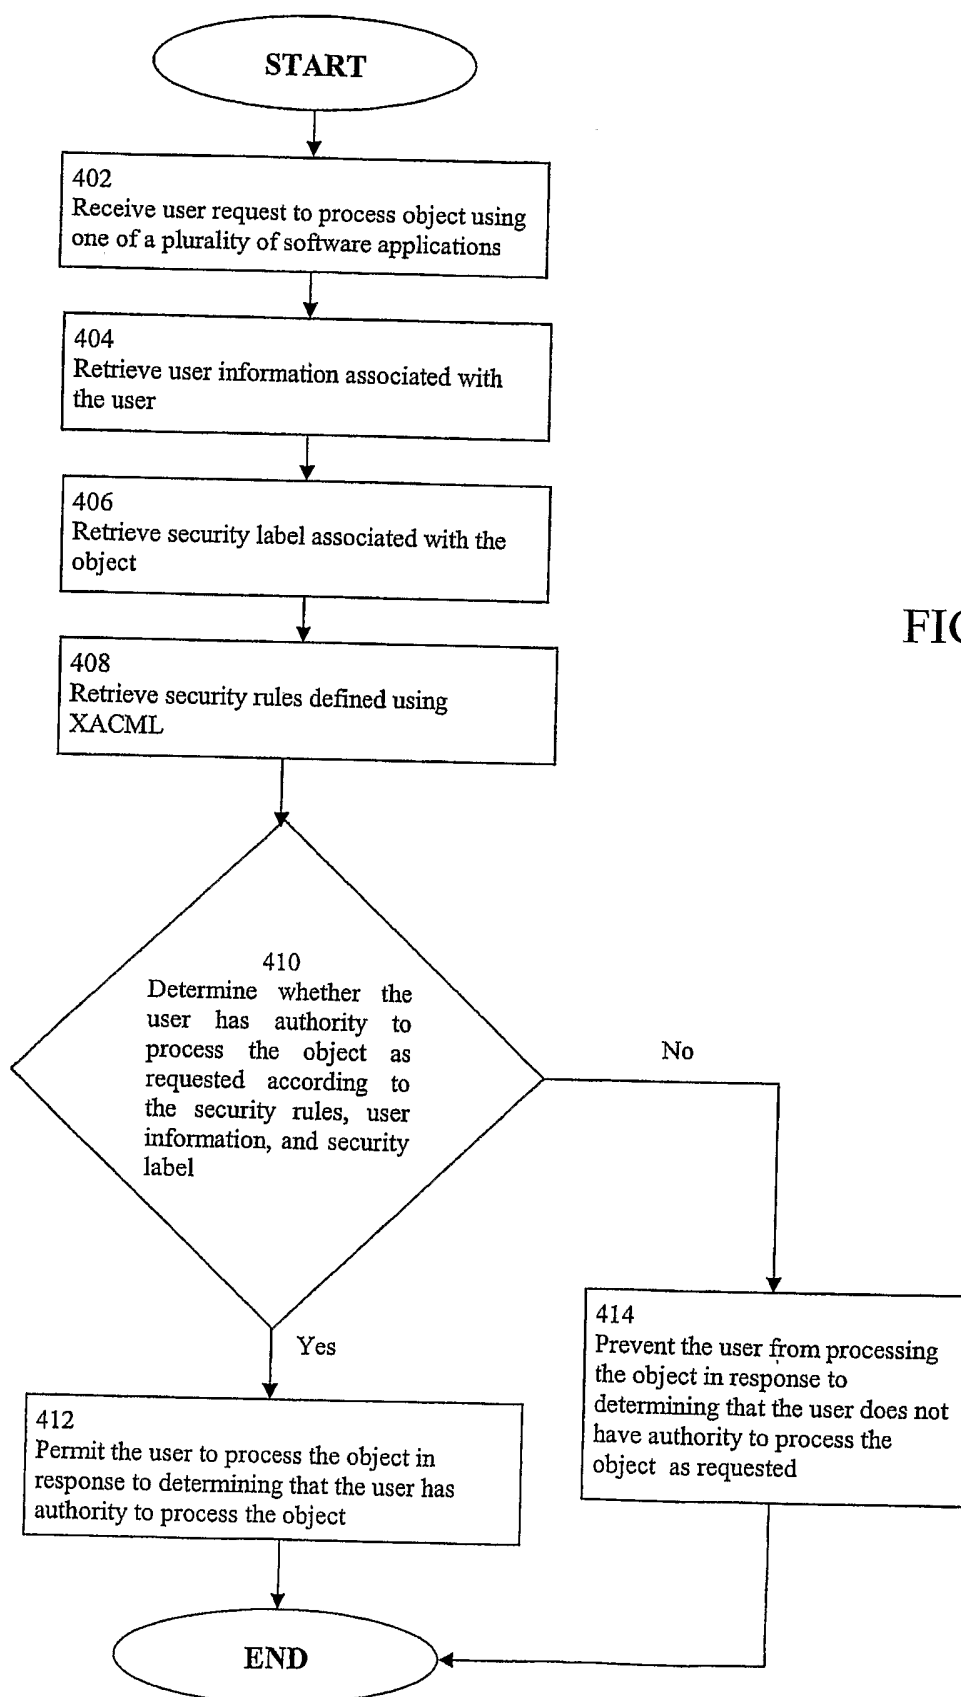 START
402
Receive user request to process object using
one of a plurality of software applications
404
Retrieve user information associated with
the user
406
Retrieve security label associated with the
object
408
Retrieve security rules defined using
XACML
FIG
410
Determine whether the
user has authority to
process the object as
requested according to
the security rules, user
information, and security
label
No
Yes
412
Permit the user to process the object in
response to determining that the user has
authority to process the object
414
Prevent the user from processing
the object in response to
determining that the user does not
have authority to process the
object as requested
END